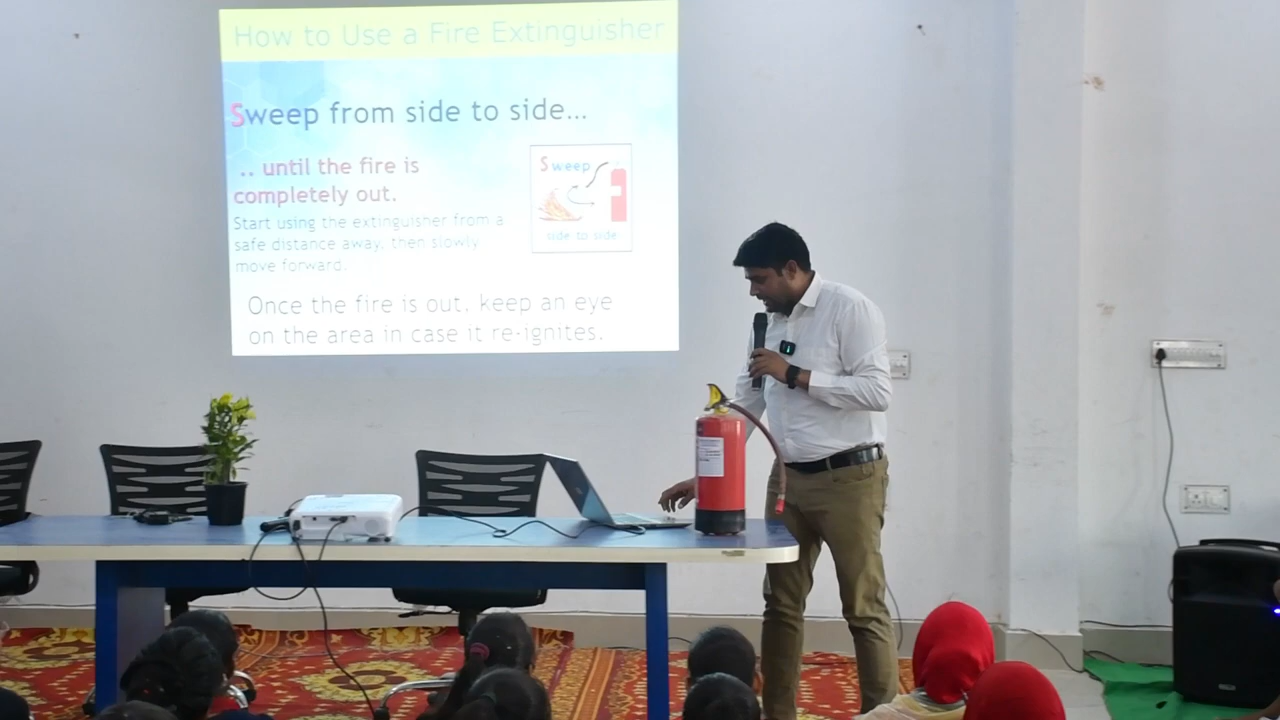 How to Use a Fire Extinguisher
Sweep from side to side...
.. until the fire is
completely out.
Start using the extinguisher from a
safe distance away, then slowly
move forward.
Sweep
side to side
Once the fire is out, keep an eye
on the area in case it re-ignites.